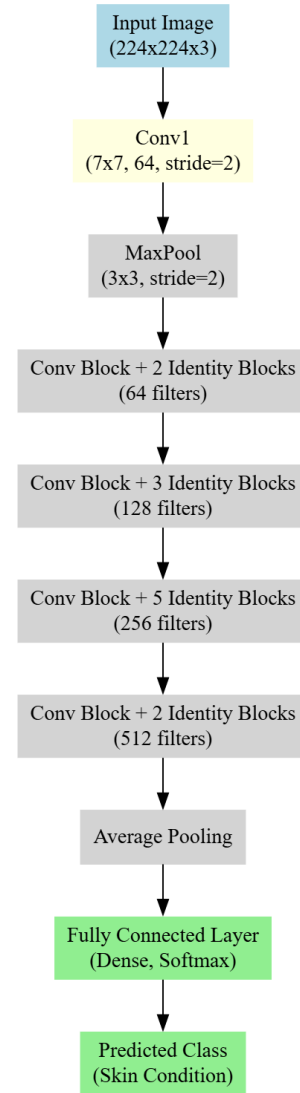 Input Image
(224x224x3)
Conv1
(7x7, 64, stride=2)
MaxPool
(3x3, stride=2)
Conv Block + 2 Identity Blocks
(64 filters)
Conv Block + 3 Identity Blocks
(128 filters)
Conv Block + 5 Identity Blocks
(256 filters)
Conv Block + 2 Identity Blocks
(512 filters)
Average Pooling
Fully Connected Layer
(Dense, Softmax)
Predicted Class
(Skin Condition)